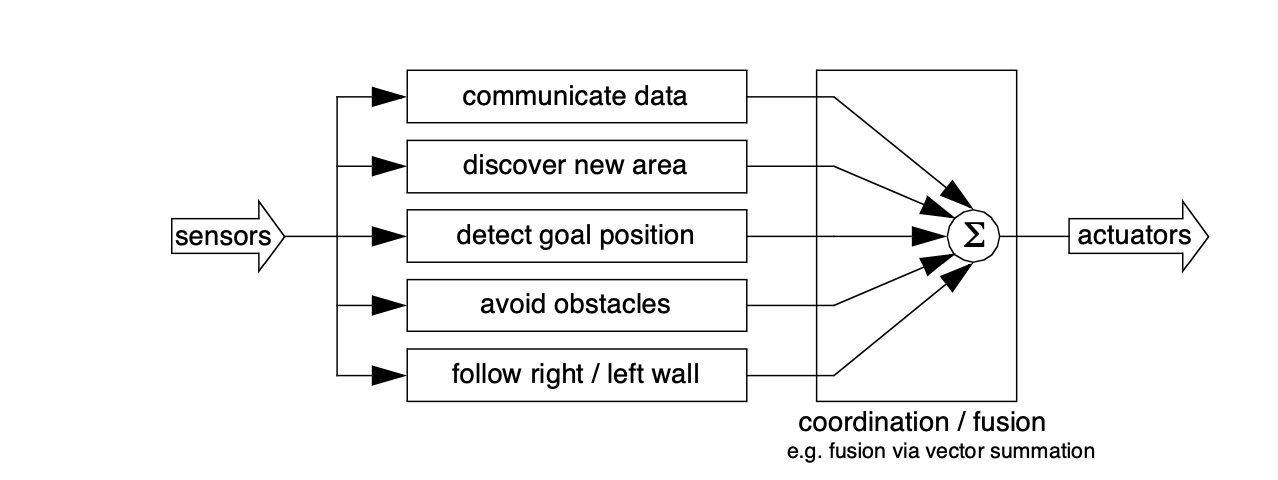 communicate data
discover new area
sensors
detect goal position
Σ
actuators
avoid obstacles
follow right / left wall
coordination / fusion
e.g. fusion via vector summation